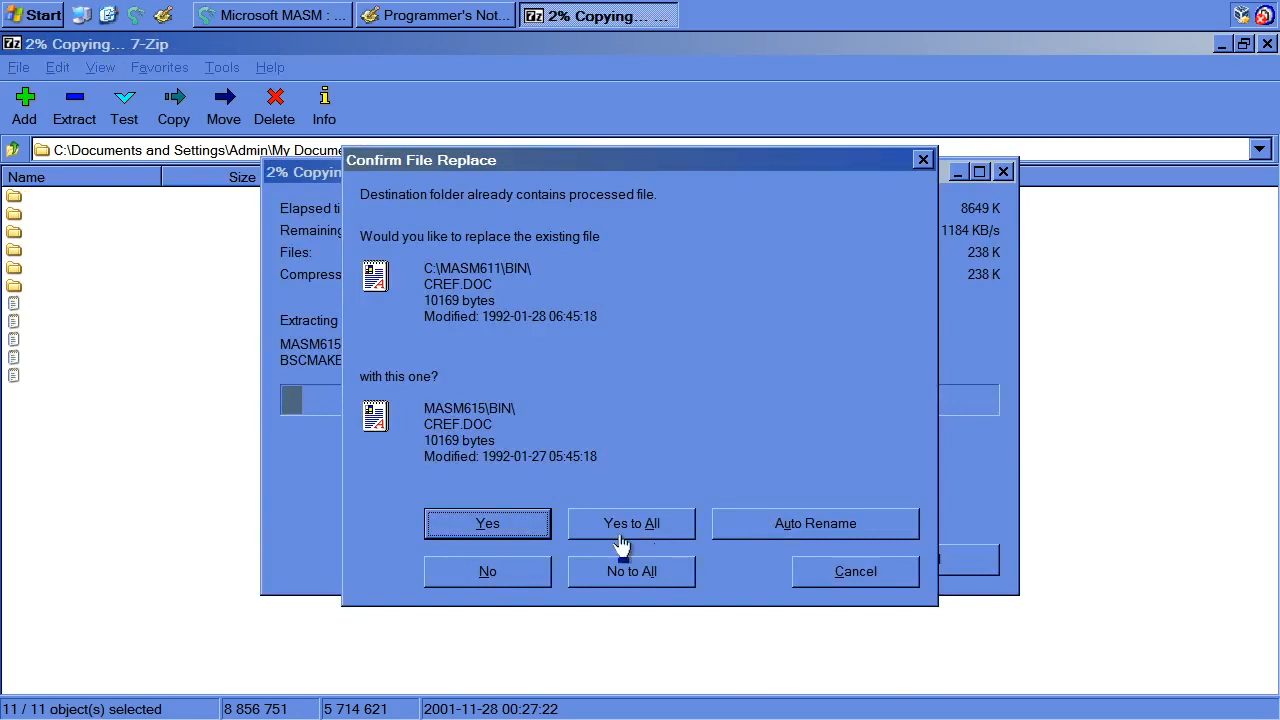 Start
Microsoft MASM : ...
Programmer's Not...
2% Copying... ...
2% Copying... 7-Zip
File Edit View Favorites Tools Help
Add Extract Test Copy Move Delete Info
C:\Documents and Settings\Admin\My Docume
Name Size
Confirm File Replace
2% Copyin
Destination folder already contains processed file.
Elapsed ti
8649 K
Remaining
1184 KB/s
Would you like to replace the existing file
Files:
238 K
C:\MASM611\BIN\
Compress
238 K
CREF.DOC
10169 bytes
Modified: 1992-01-28 06:45:18
Extracting
MASM615
BSCMAKE
with this one?
MASM615\BIN\
CREF.DOC
10169 bytes
Modified: 1992-01-27 05:45:18
Yes Yes to All Auto Rename
No No to All Cancel
11 / 11 object(s) selected 8 856 751 5 714 621 2001-11-28 00:27:22